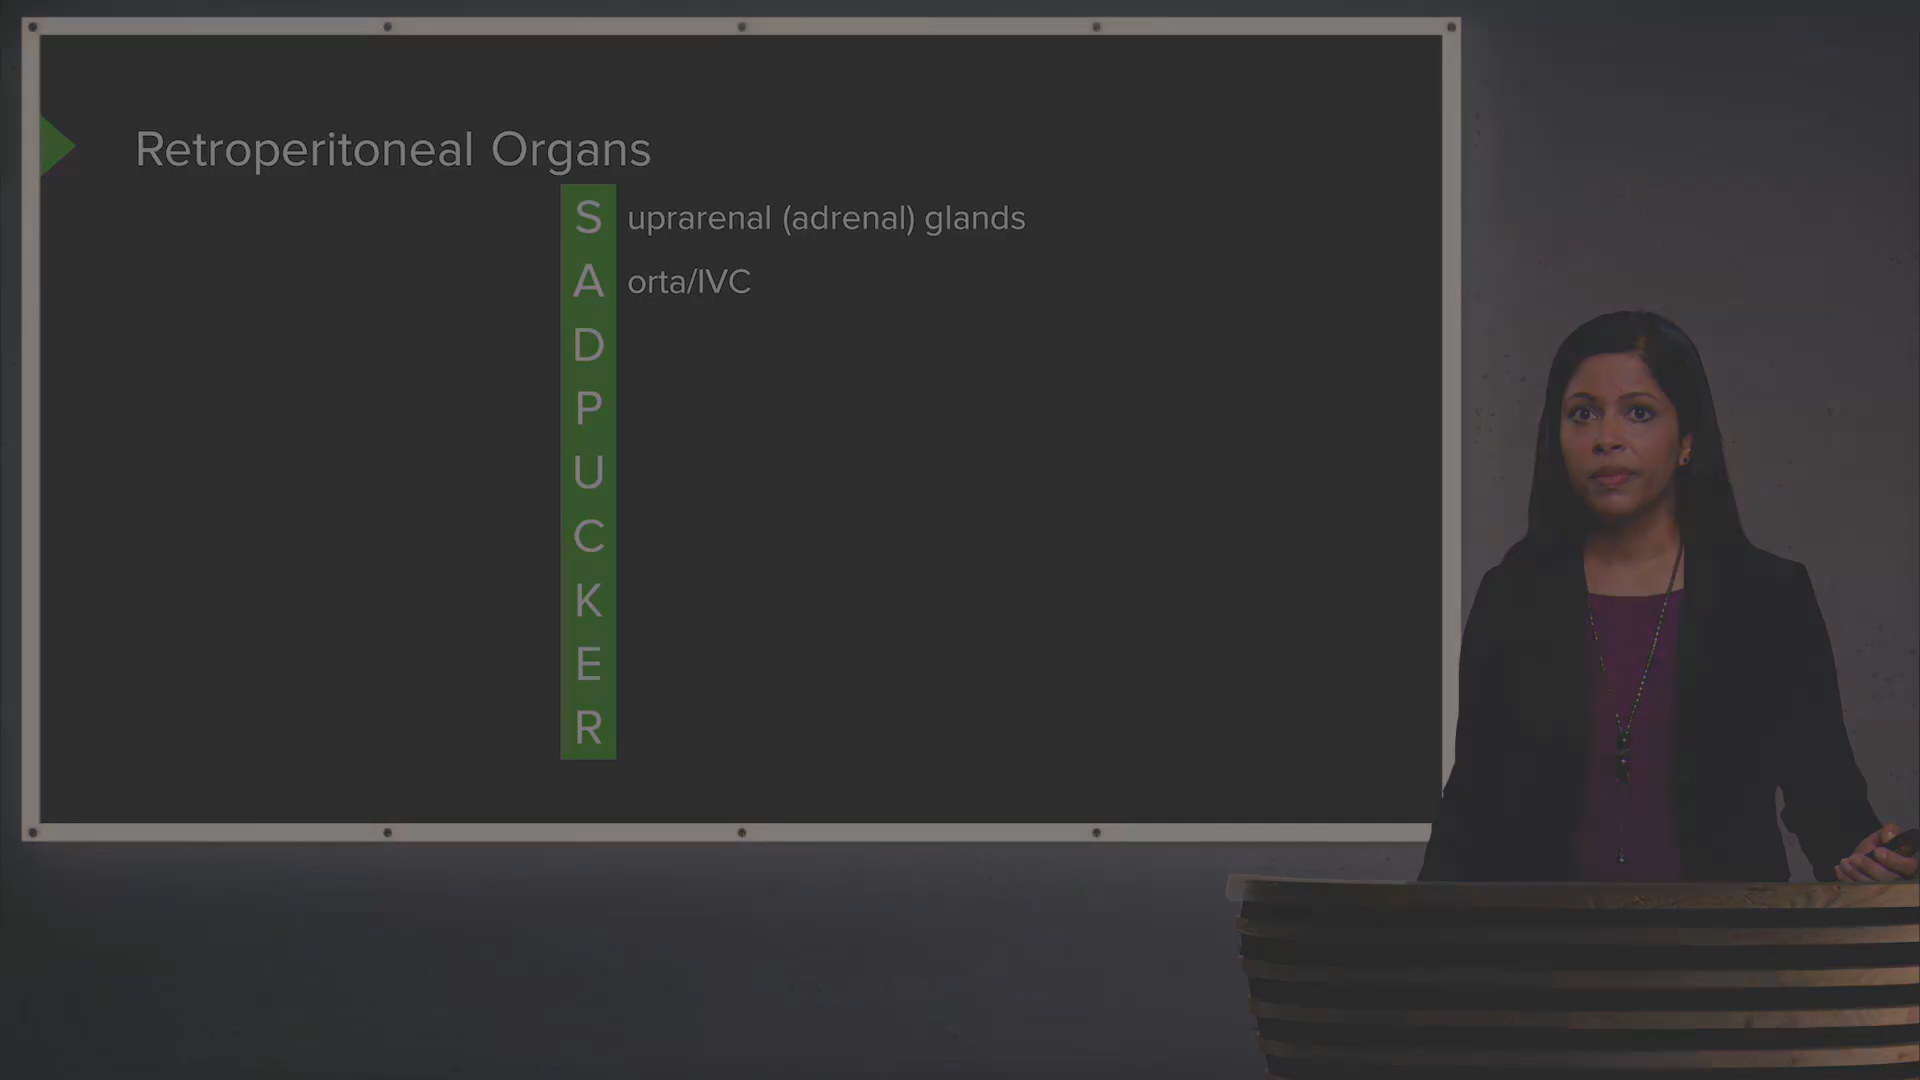 Retroperitoneal Organs
S uprarenal (adrenal) glands
A orta/IVC
D
P
U
C
K
E
R